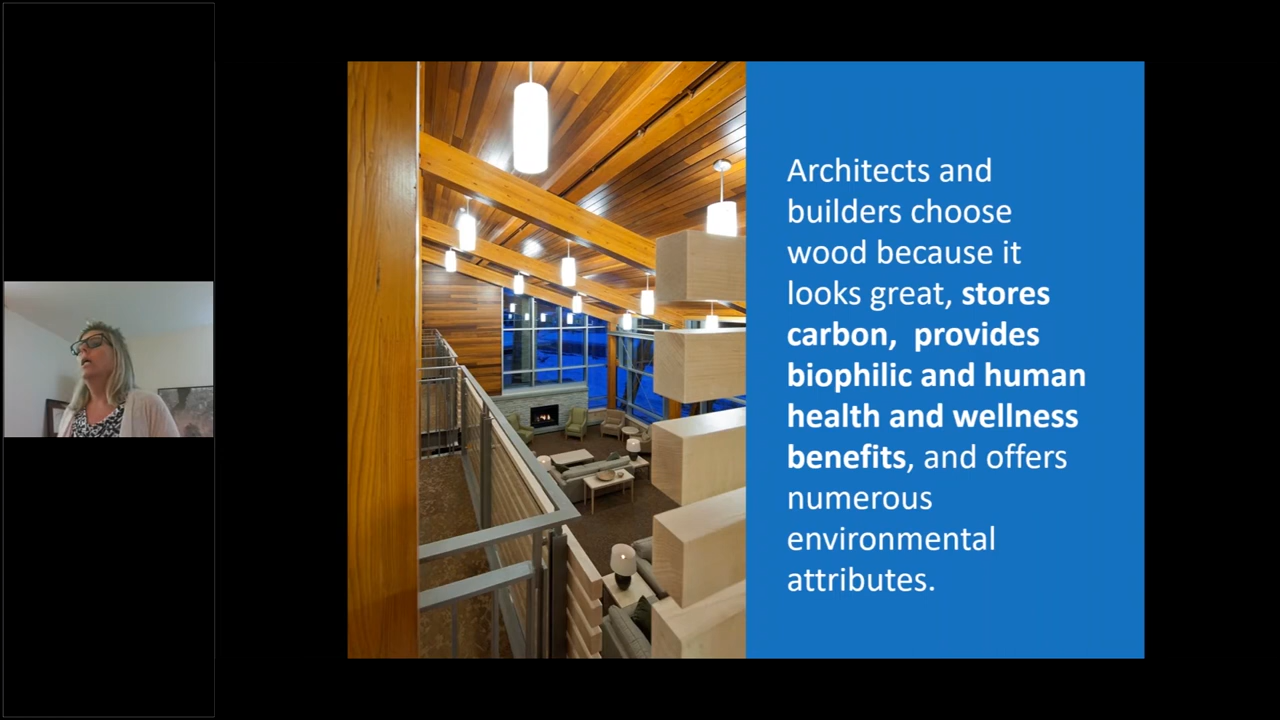 Architects and
builders choose
wood because it
looks great, stores
carbon,  provides
biophilic and human
health and wellness
benefits, and offers
numerous
environmental
attributes.